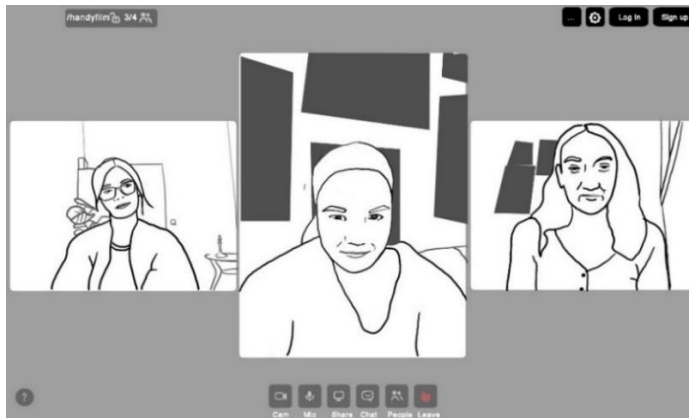 /handyfilm 3/4
...
Log In
Sign up
?
Cam Mic Share Chat People Leave